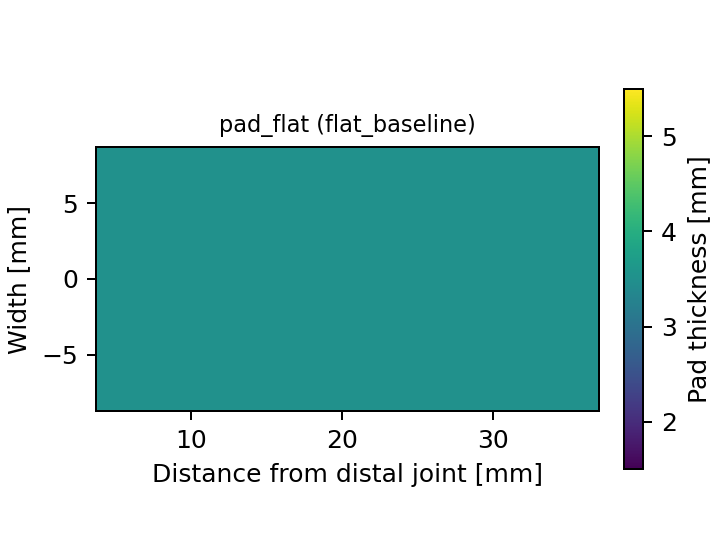 pad_flat (flat_baseline)
Width [mm]
5
0
−5
10 20 30
Distance from distal joint [mm]
5
4
3
2
Pad thickness [mm]